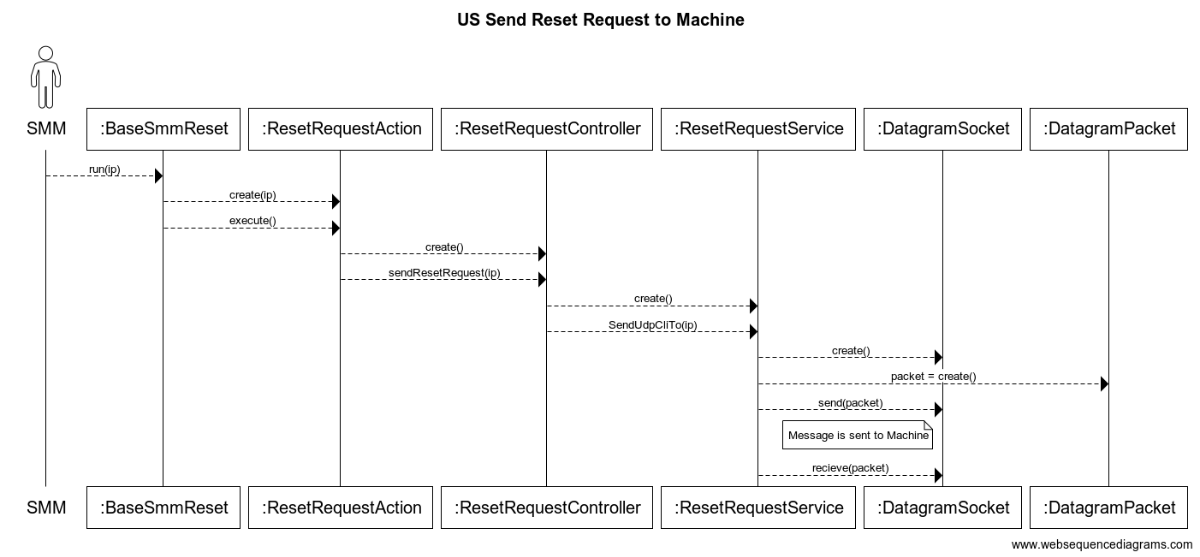 US Send Reset Request to Machine
SMM
:BaseSmmReset
:ResetRequestAction
:ResetRequestController
:ResetRequestService
:DatagramSocket
:DatagramPacket
run(ip)
create(ip)
execute()
create()
sendResetRequest(ip)
create()
SendUdpCliTo(ip)
create()
packet = create()
send(packet)
Message is sent to Machine
recieve(packet)
SMM
:BaseSmmReset
:ResetRequestAction
:ResetRequestController
:ResetRequestService
:DatagramSocket
:DatagramPacket
www.websequencediagrams.com